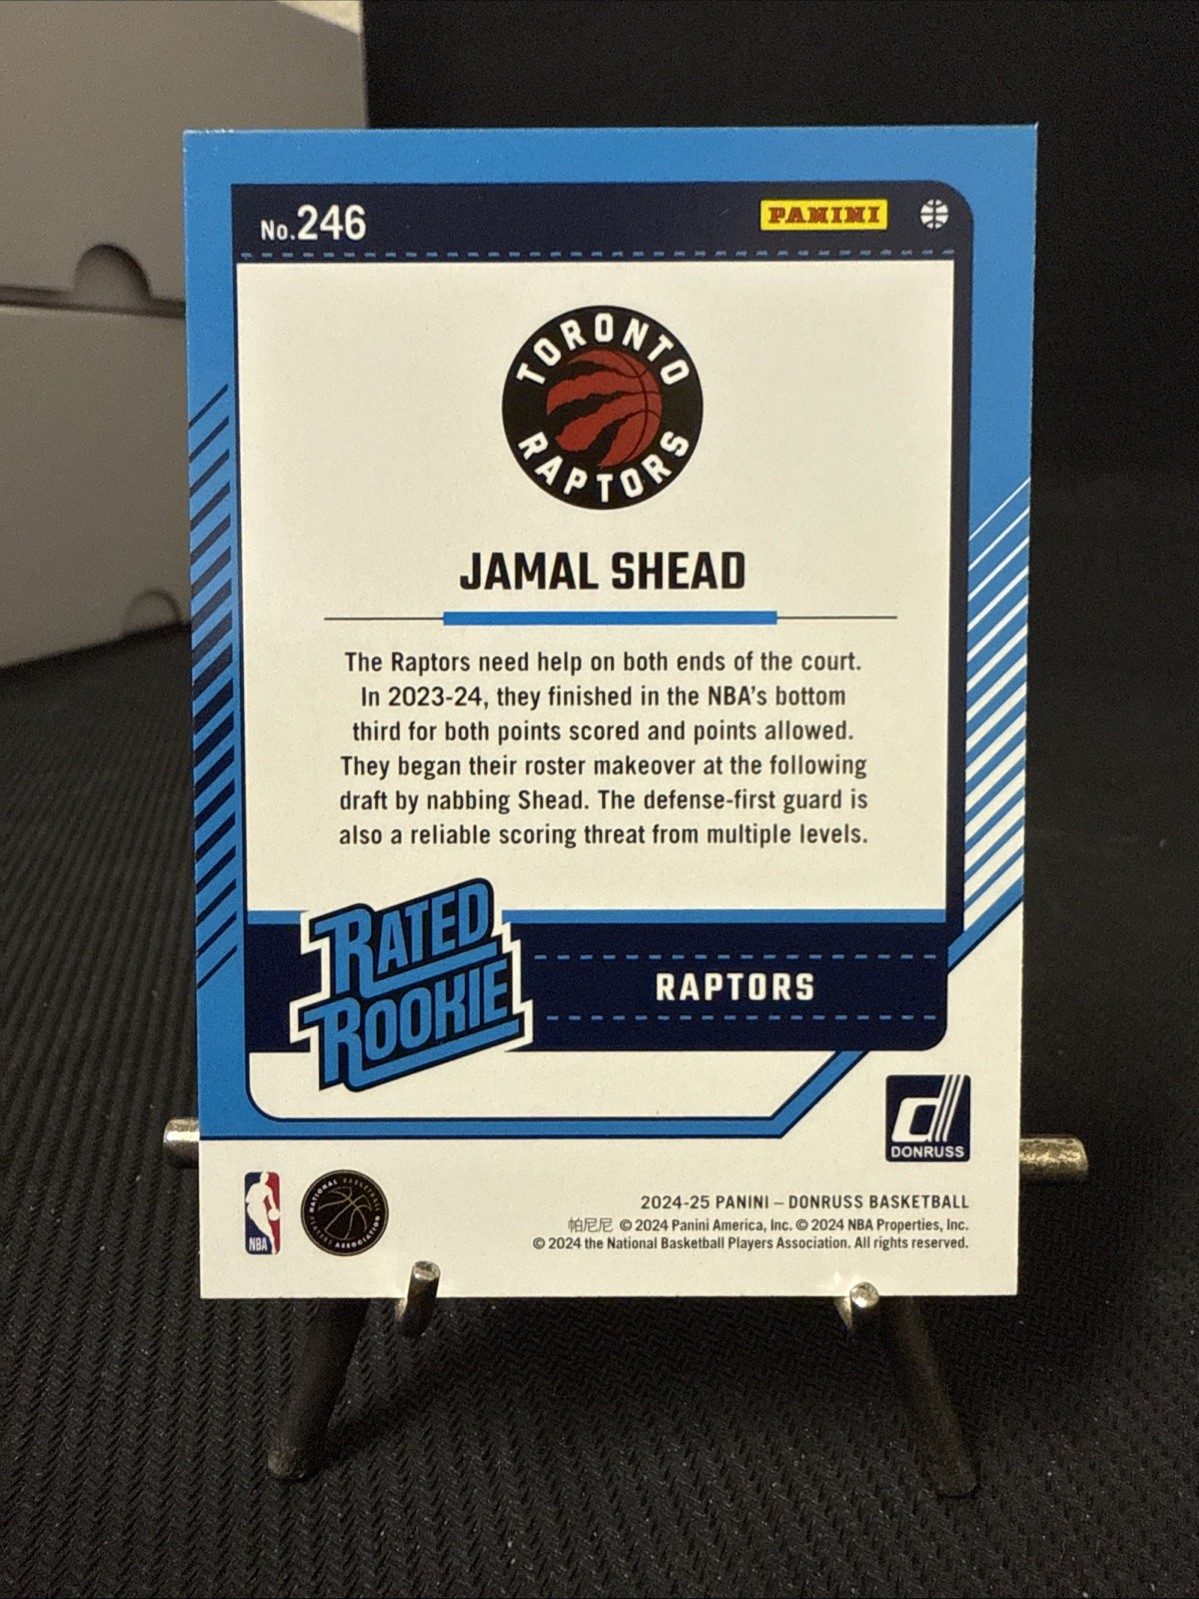 No.246
PANINI
TORONTO
RAPTORS
JAMAL SHEAD
The Raptors need help on both ends of the court.
In 2023-24, they finished in the NBA's bottom
third for both points scored and points allowed.
They began their roster makeover at the following
draft by nabbing Shead. The defense-first guard is
also a reliable scoring threat from multiple levels.
RATED
ROOKIE
RAPTORS
d
DONRUSS
NBA
NATIONAL BASKETBALL
PLAYERS ASSOCIATION
2024-25 PANINI – DONRUSS BASKETBALL
帕尼尼 © 2024 Panini America, Inc. © 2024 NBA Properties, Inc.
© 2024 the National Basketball Players Association. All rights reserved.